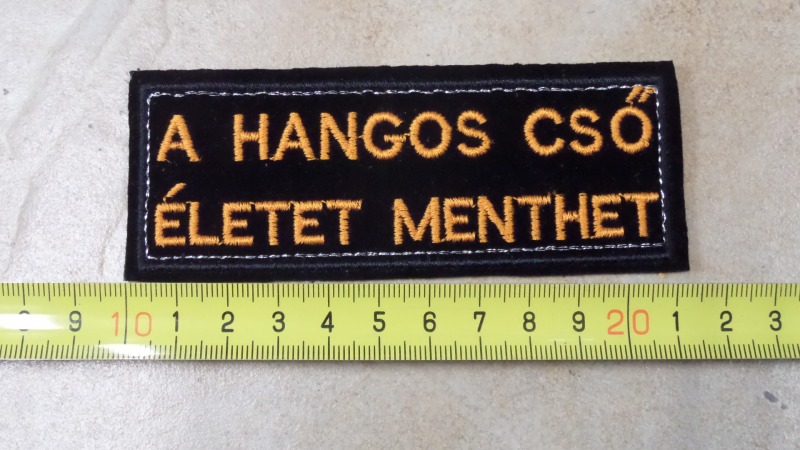 A HANGOS CSŐ
ÉLETET MENTHET
9 10 1 2 3 4 5 6 7 8 9 20 1 2 3